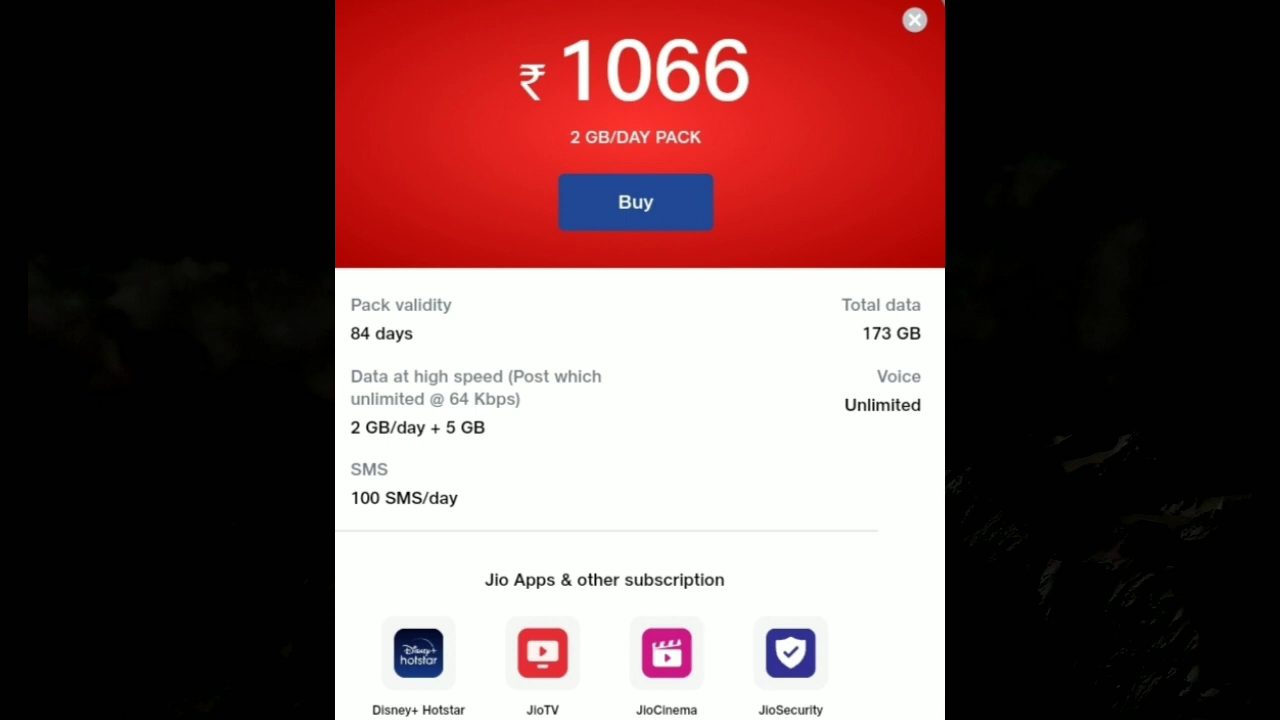 ₹ 1066
2 GB/DAY PACK
Buy
Pack validity
84 days
Total data
173 GB
Data at high speed (Post which
unlimited @ 64 Kbps)
2 GB/day + 5 GB
Voice
Unlimited
SMS
100 SMS/day
Jio Apps & other subscription
Disney+
hotstar
Disney+ Hotstar
JioTV
JioCinema
JioSecurity